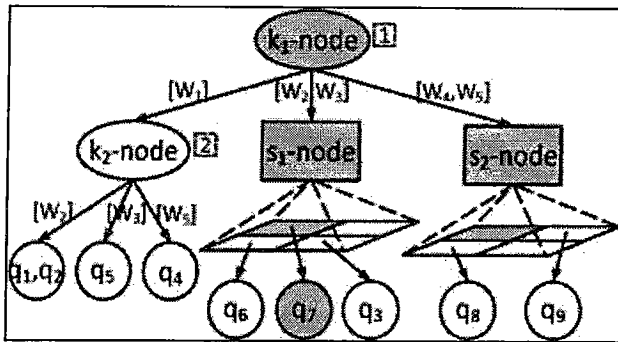 k₁-node 1
[W₁] [W₂,W₃] [W₄,W₅]
k₂-node 2 s₁-node s₂-node
[W₂] [W₃] [W₅]
q₁,q₂ q₅ q₄
q₆ q₇ q₃ q₈ q₉